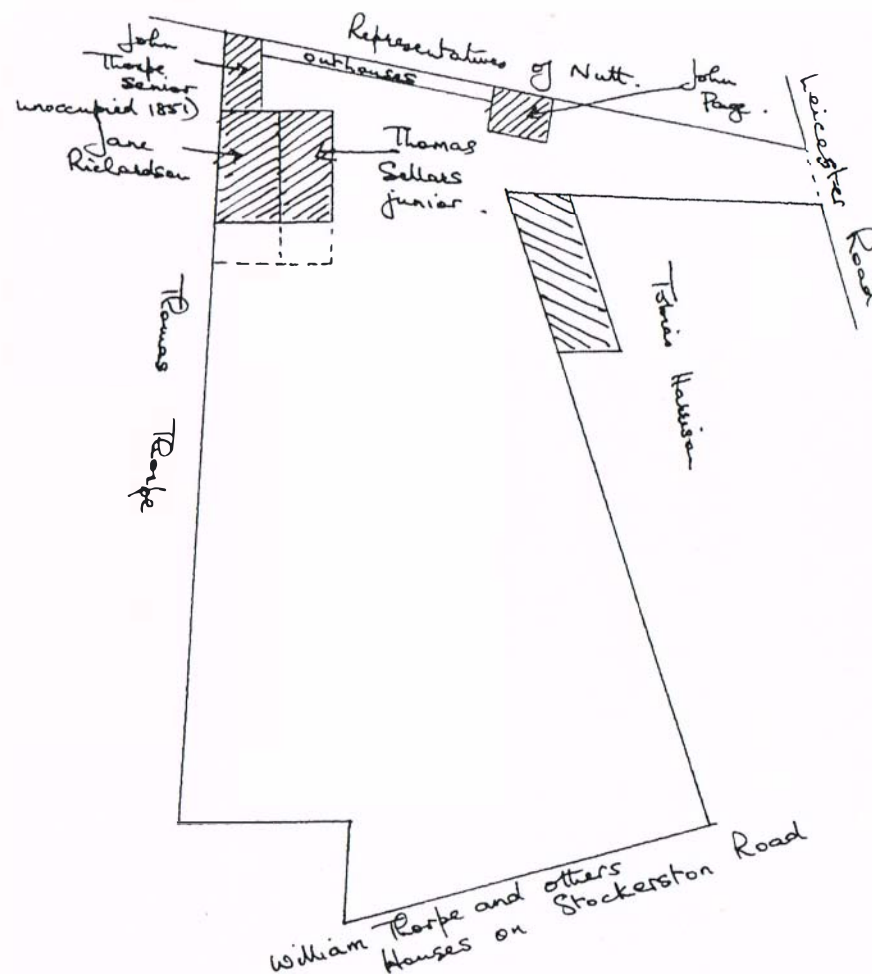 John
Thorpe
senior
unoccupied 1851)
Jane
Richardson
Representatives of Nutt.
outhouses
John
Page.
Leicester Road
Thomas
Sellars
junior.
Thomas Thorpe
Tobias Harrison
William Thorpe and others
Houses on Stockerston Road